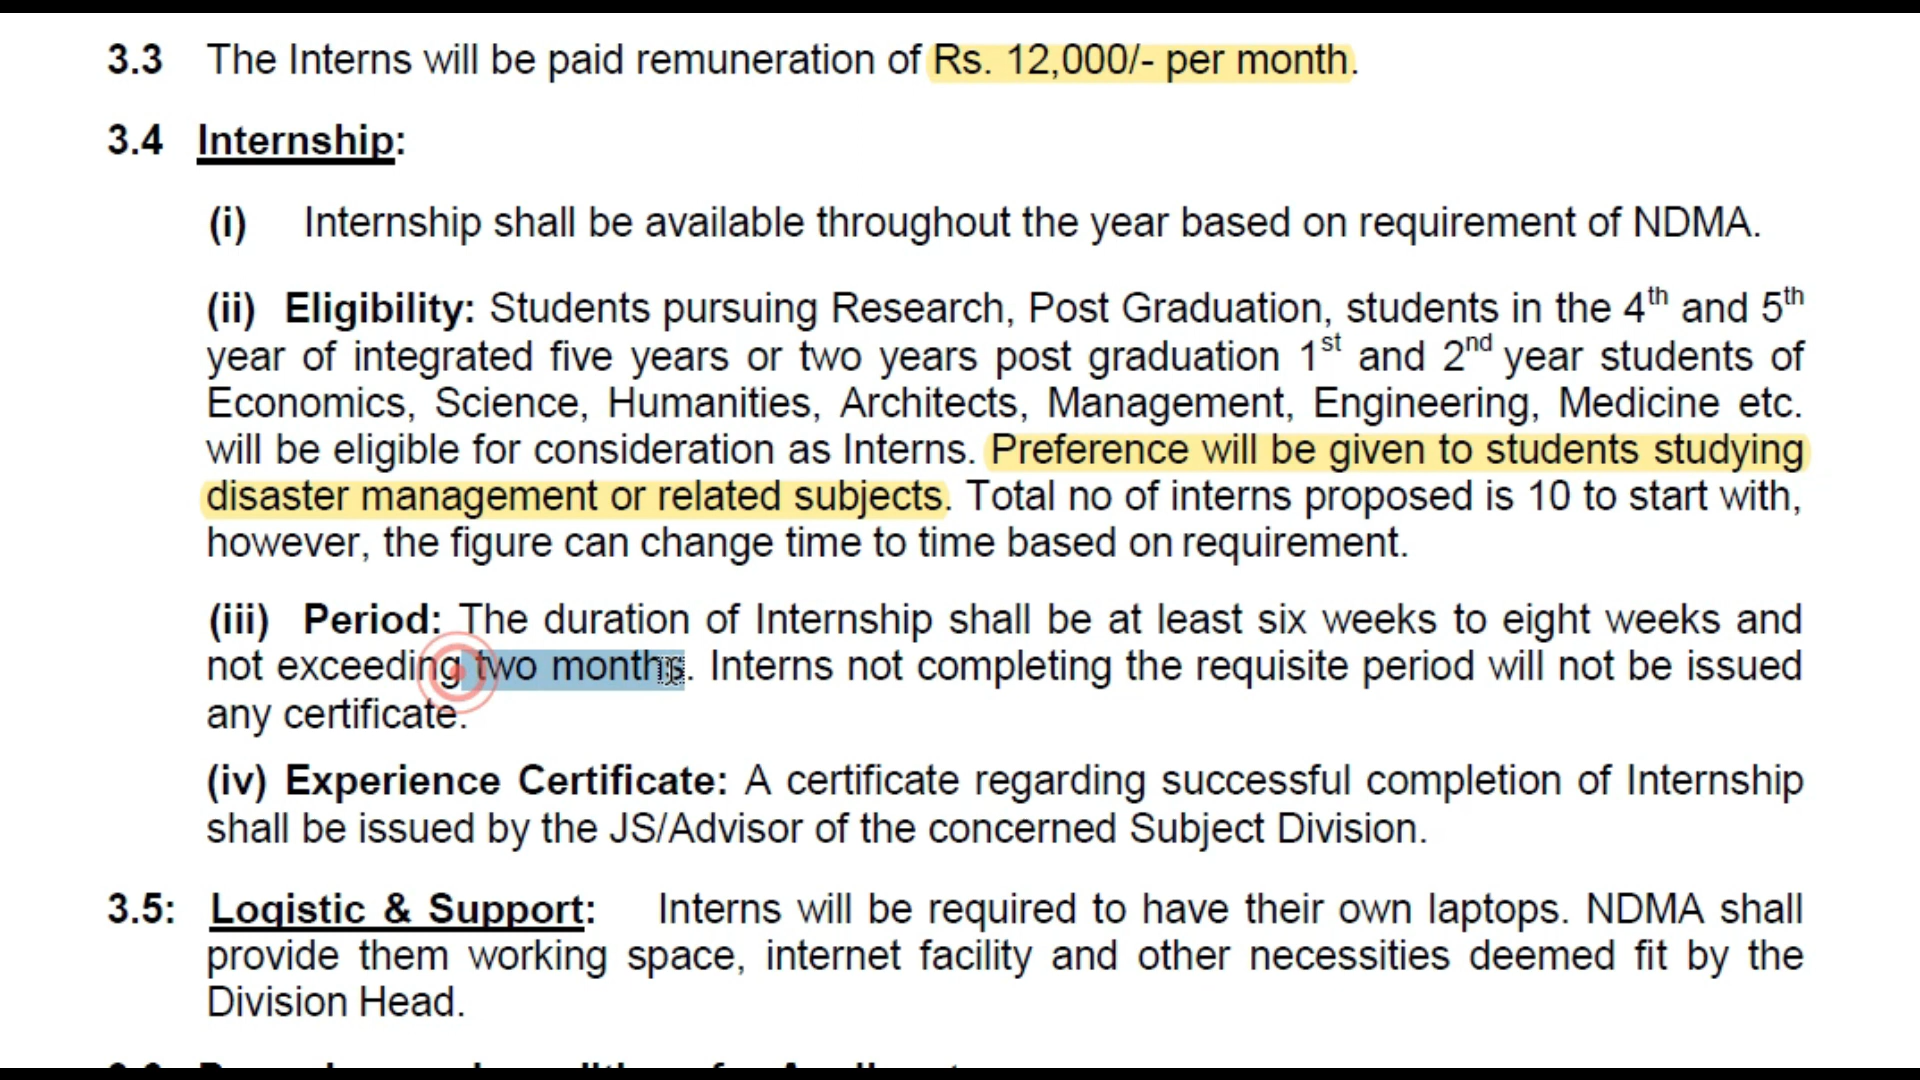 3.3 The Interns will be paid remuneration of Rs. 12,000/- per month.
3.4 Internship:
(i) Internship shall be available throughout the year based on requirement of NDMA.
(ii) Eligibility: Students pursuing Research, Post Graduation, students in the 4th and 5th
year of integrated five years or two years post graduation 1st and 2nd year students of
Economics, Science, Humanities, Architects, Management, Engineering, Medicine etc.
will be eligible for consideration as Interns. Preference will be given to students studying
disaster management or related subjects. Total no of interns proposed is 10 to start with,
however, the figure can change time to time based on requirement.
(iii) Period: The duration of Internship shall be at least six weeks to eight weeks and
not exceeding two months. Interns not completing the requisite period will not be issued
any certificate.
(iv) Experience Certificate: A certificate regarding successful completion of Internship
shall be issued by the JS/Advisor of the concerned Subject Division.
3.5: Logistic & Support: Interns will be required to have their own laptops. NDMA shall
provide them working space, internet facility and other necessities deemed fit by the
Division Head.